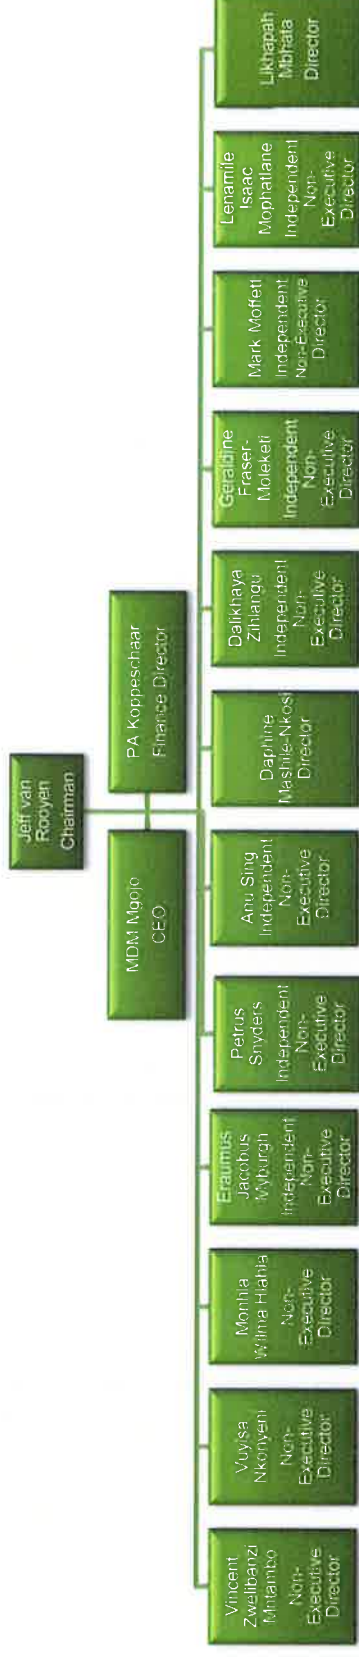 Jeff van
Rooyen
Chairman
MDM Mgojo
CEO
PA Koppeschaar
Finance Director
Vincent
Zwelibanzi
Mntambo
Non-
Executive
Director
Vuyisa
Nkonyeni
Non-
Executive
Director
Monhla
Wilma Hlahla
Non-
Executive
Director
Eraumus
Jacobus
Myburgh
Independent
Non-
Executive
Director
Petrus
Snyders
Independent
Non-
Executive
Director
Anu Sing
Independent
Non-
Executive
Director
Daphine
Mashile-Nkosi
Director
Dalikhaya
Zihlangu
Independent
Non-
Executive
Director
Geraldine
Fraser-
Moleketi
Independent
Non-
Executive
Director
Mark Moffett
Independent
Non-Executive
Director
Lenamile
Isaac
Mophatlane
Independent
Non-
Executive
Director
Likhapah
Mbhata
Director